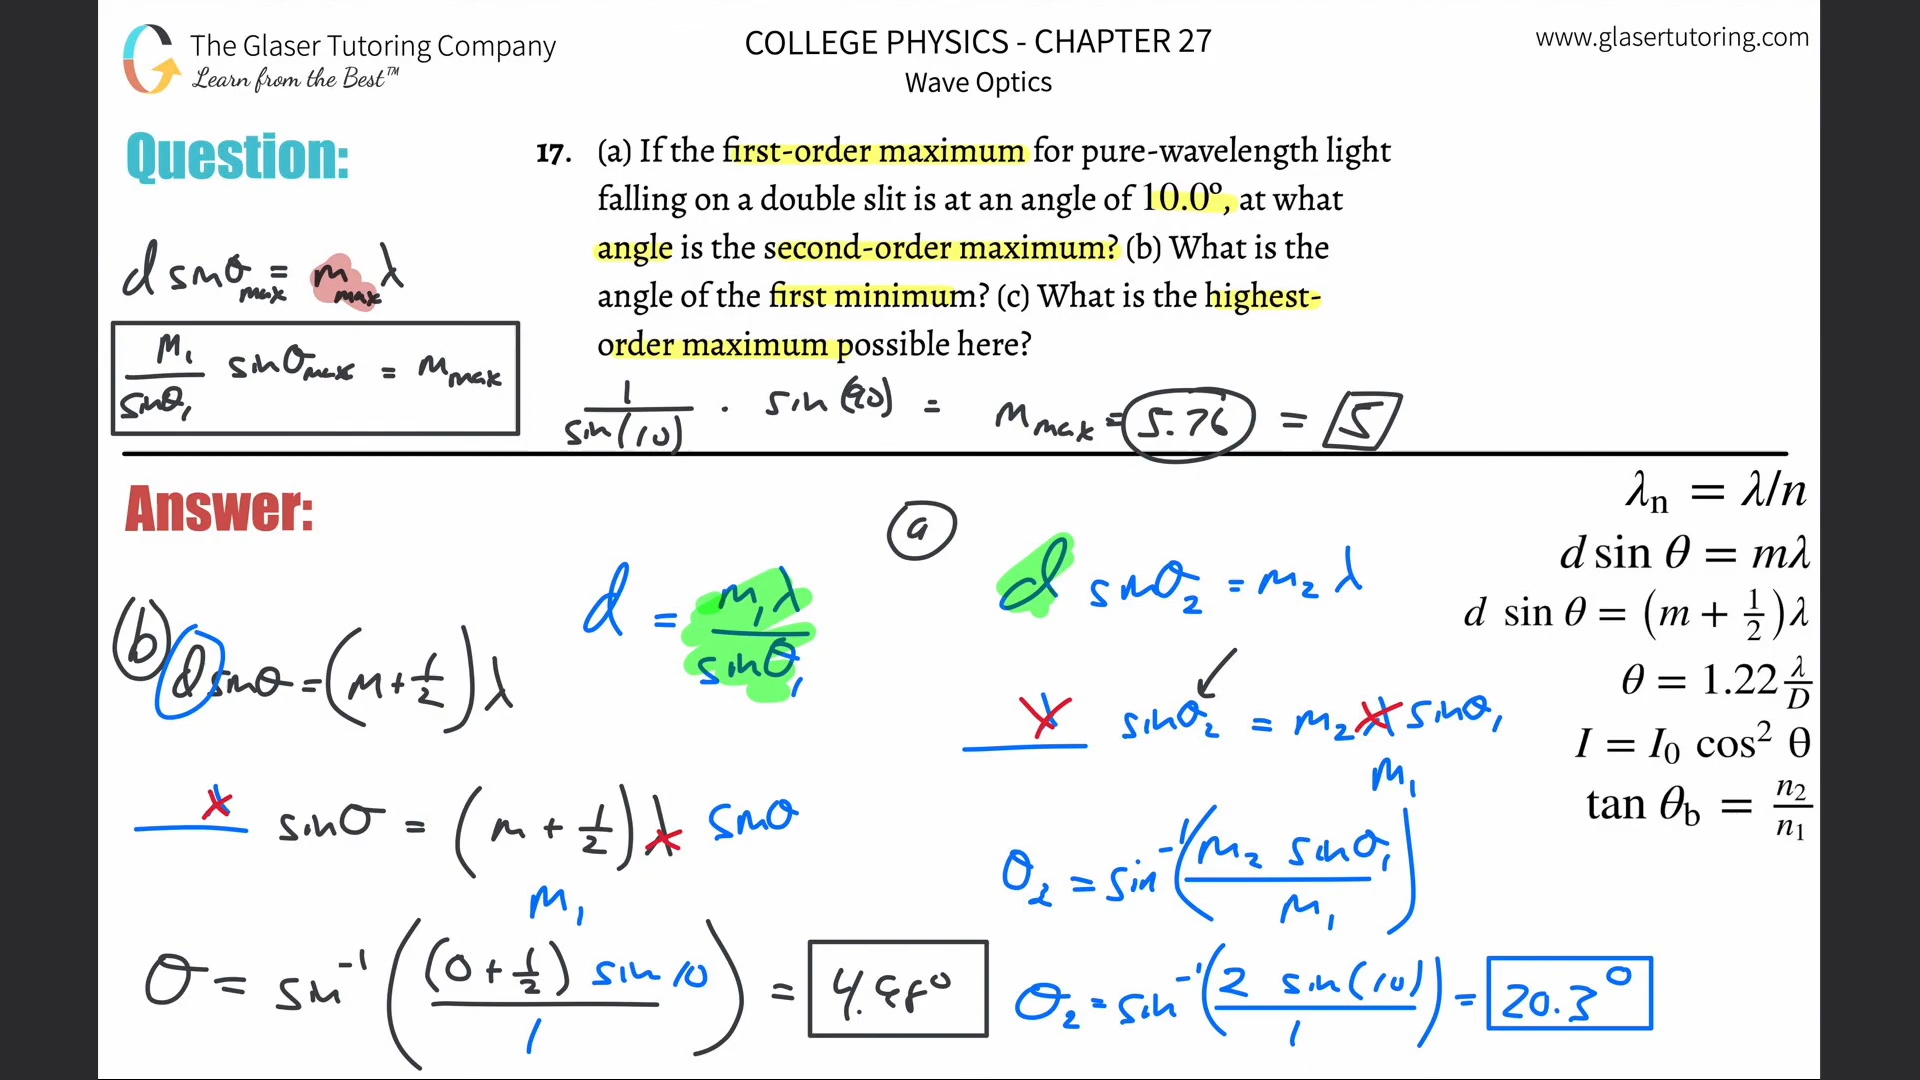 The Glaser Tutoring Company
Learn from the Best™
COLLEGE PHYSICS - CHAPTER 27
Wave Optics
www.glasertutoring.com
Question:
17. (a) If the first-order maximum for pure-wavelength light
falling on a double slit is at an angle of 10.0°, at what
angle is the second-order maximum? (b) What is the
angle of the first minimum? (c) What is the highest-
order maximum possible here?
d sinθmax = mmax λ
m₁/sinθ₁ sinθmax = mmax
1/sin(10) · sin(90) = mmax = 5.76 = 5
Answer:
λn = λ/n
d sin θ = mλ
d sin θ = (m + 1/2)λ
θ = 1.22 λ/D
I = I₀ cos² θ
tan θb = n₂/n₁
(a)
d = m₁λ/sinθ₁
d sinθ₂ = m₂ λ
sinθ₂ = m₂ λ sinθ₁
m₁
θ₂ = sin⁻¹(m₂ sinθ₁/m₁)
θ₂ = sin⁻¹(2 sin(10)/1) = 20.3°
(b) d sinθ = (m + 1/2) λ
sinθ = (m + 1/2) λ sinθ
m₁
θ = sin⁻¹((0 + 1/2) sin 10/1) = 4.98°